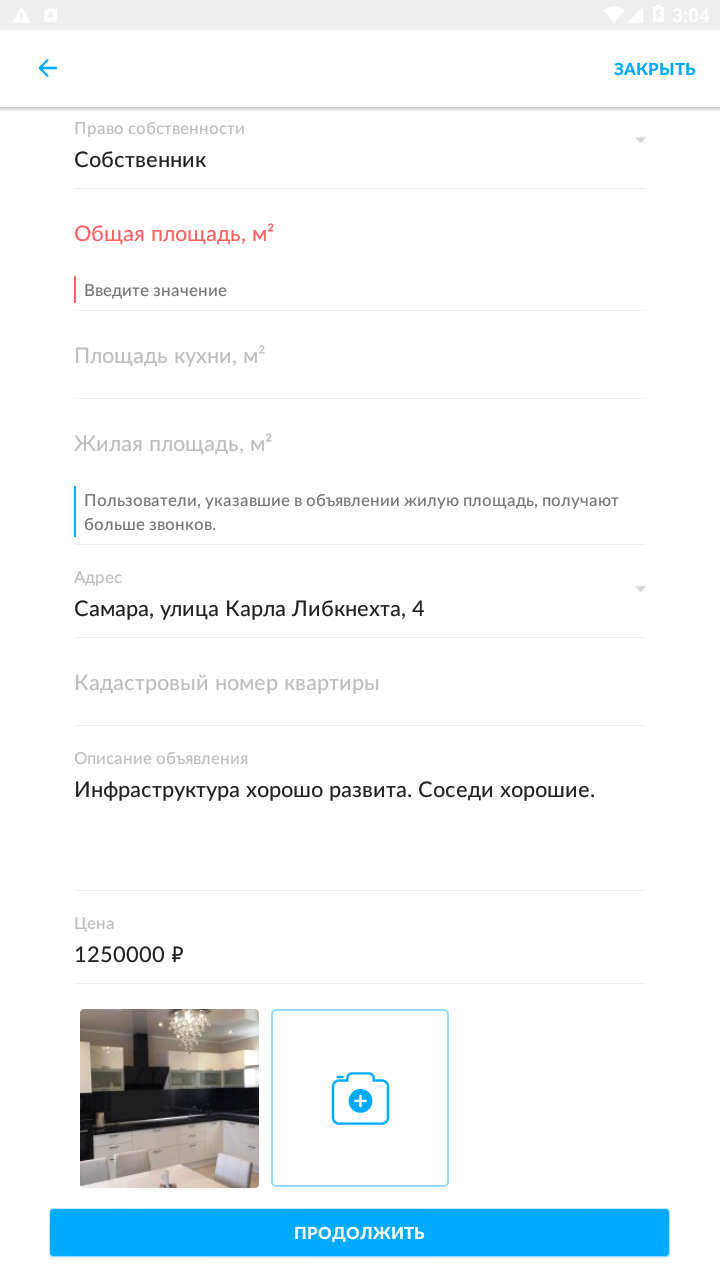 3:04
ЗАКРЫТЬ
Право собственности
Собственник
Общая площадь, м²
Введите значение
Площадь кухни, м²
Жилая площадь, м²
Пользователи, указавшие в объявлении жилую площадь, получают
больше звонков.
Адрес
Самара, улица Карла Либкнехта, 4
Кадастровый номер квартиры
Описание объявления
Инфраструктура хорошо развита. Соседи хорошие.
Цена
1250000 ₽
ПРОДОЛЖИТЬ